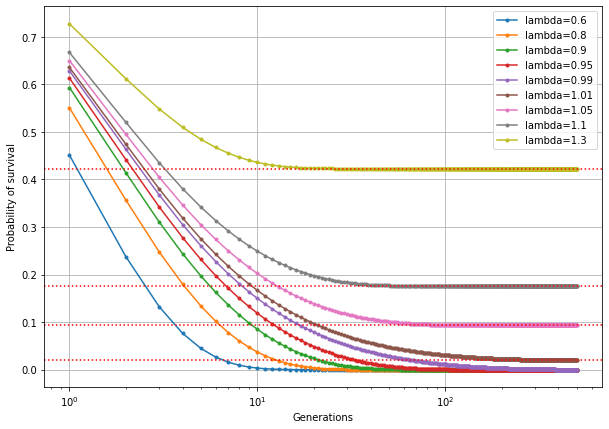 lambda=0.6
lambda=0.8
lambda=0.9
lambda=0.95
lambda=0.99
lambda=1.01
lambda=1.05
lambda=1.1
lambda=1.3
Probability of survival
0.7
0.6
0.5
0.4
0.3
0.2
0.1
0.0
10⁰ 10¹ 10²
Generations